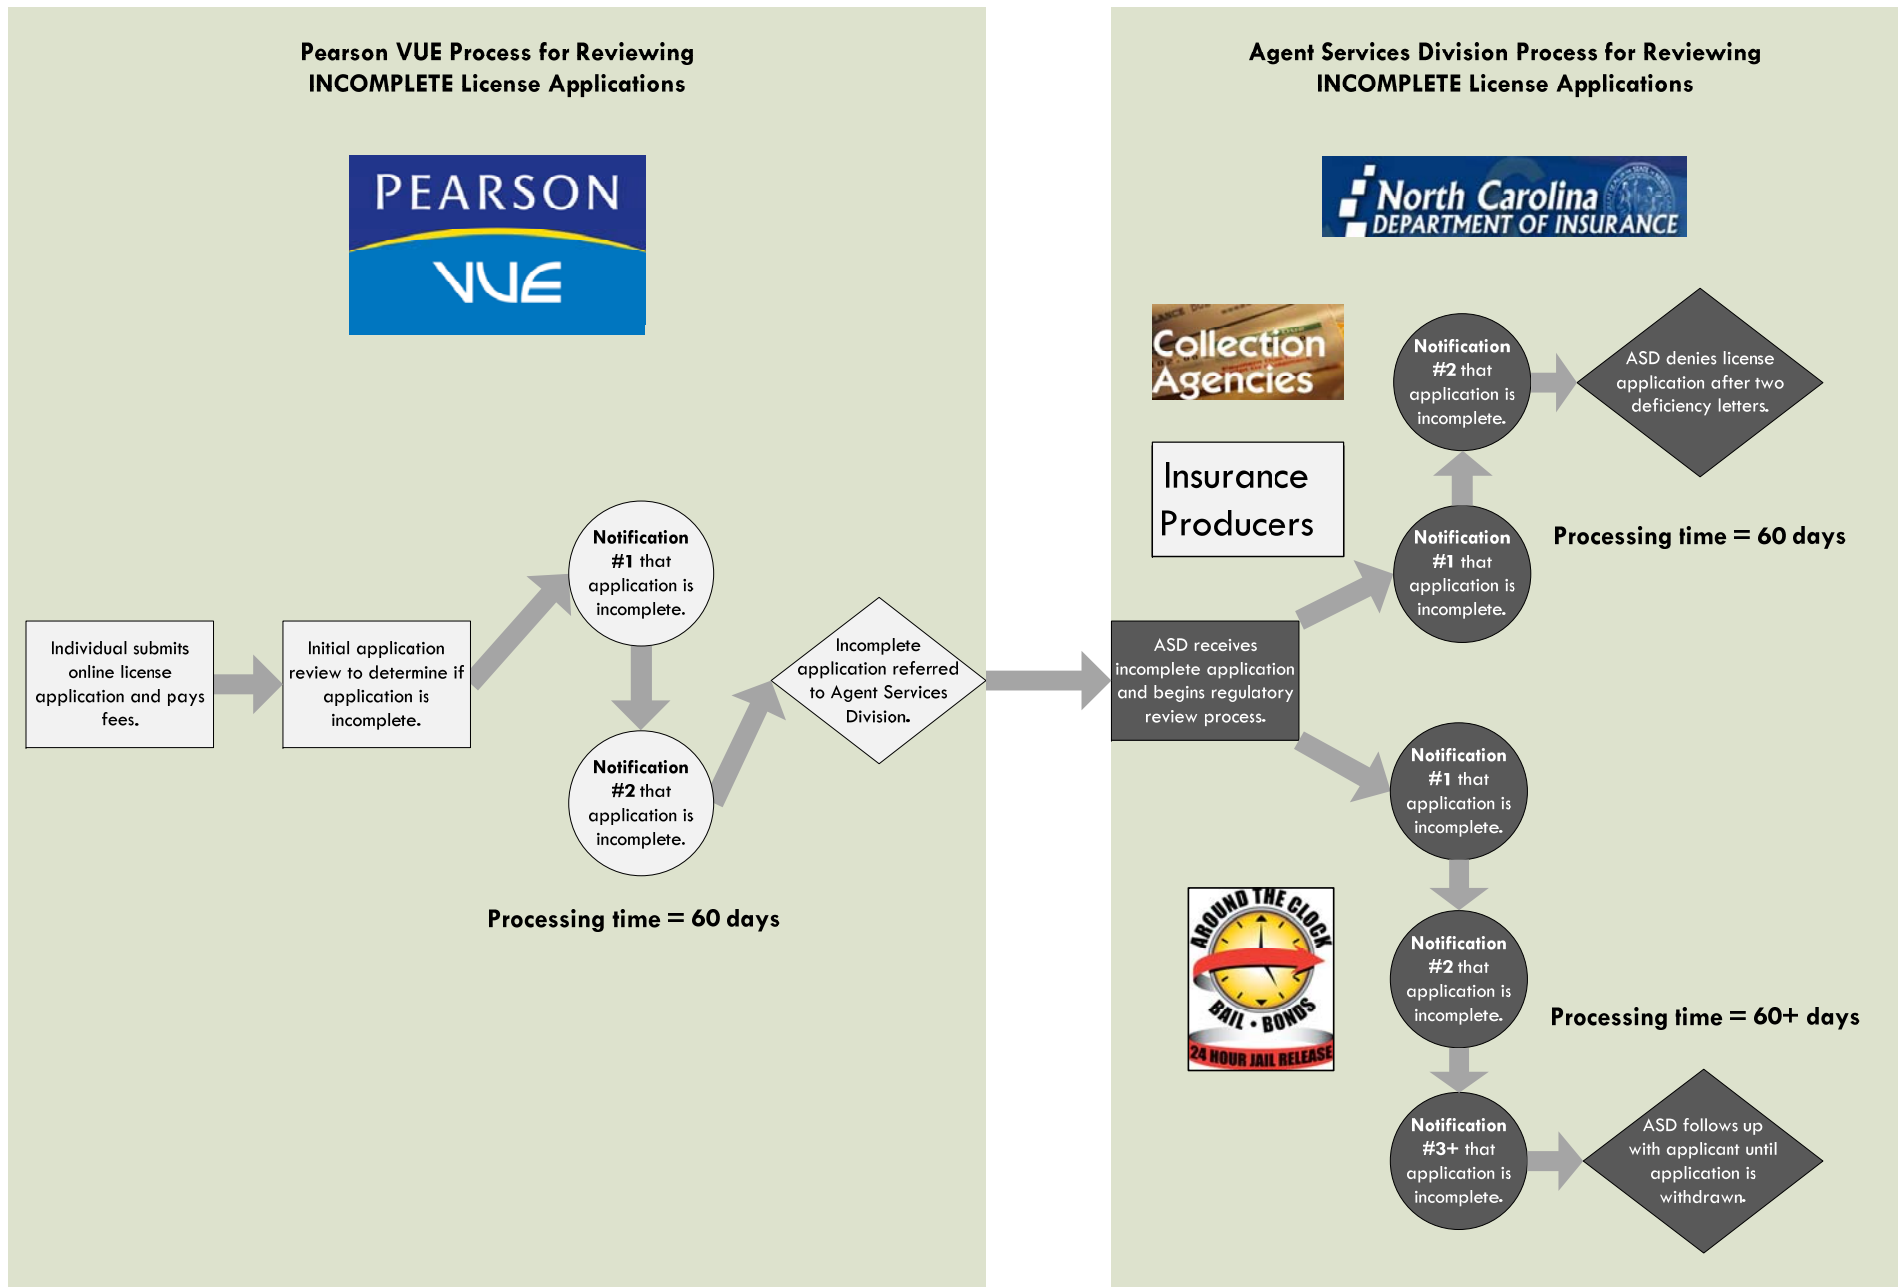 Pearson VUE Process for Reviewing
INCOMPLETE License Applications
PEARSON
VUE
Individual submits
online license
application and pays
fees.
Initial application
review to determine if
application is
incomplete.
Notification
#1 that
application is
incomplete.
Notification
#2 that
application is
incomplete.
Processing time = 60 days
Incomplete
application referred
to Agent Services
Division.
Agent Services Division Process for Reviewing
INCOMPLETE License Applications
North Carolina
DEPARTMENT OF INSURANCE
Collection
Agencies
Insurance
Producers
ASD receives
incomplete application
and begins regulatory
review process.
Notification
#1 that
application is
incomplete.
Notification
#2 that
application is
incomplete.
ASD denies license
application after two
deficiency letters.
Processing time = 60 days
AROUND THE CLOCK
BAIL • BONDS
24 HOUR JAIL RELEASE
Notification
#1 that
application is
incomplete.
Notification
#2 that
application is
incomplete.
Processing time = 60+ days
Notification
#3+ that
application is
incomplete.
ASD follows up
with applicant until
application is
withdrawn.